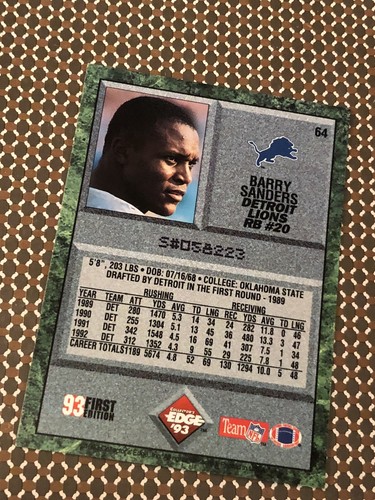 64
BARRY
SANDERS
DETROIT
LIONS
RB #20
S#058223
5'8", 203 LBS • DOB: 07/16/68 • COLLEGE: OKLAHOMA STATE
DRAFTED BY DETROIT IN THE FIRST ROUND - 1989
RUSHING RECEIVING
YEAR TEAM ATT YDS AVG TD LNG REC YDS AVG TD LNG
1989 DET 280 1470 5.3 14 34 24 282 11.8 0 46
1990 DET 255 1304 5.1 13 45 36 480 13.3 3 47
1991 DET 342 1548 4.5 16 69 41 307 7.5 1 34
1992 DET 312 1352 4.3 9 55 29 225 7.8 1 48
CAREER TOTALS 1189 5674 4.8 52 69 130 1294 10.0 5 48
93 FIRST
EDITION
COLLECTOR'S
EDGE
'93
Team NFL